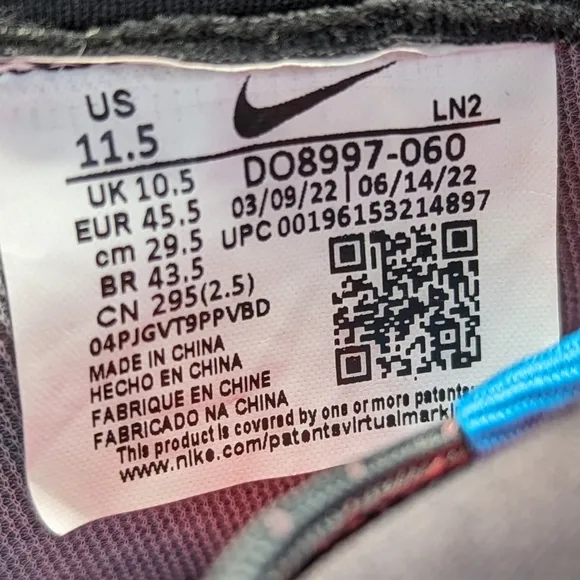 US
11.5
LN2
UK 10.5
EUR 45.5
cm 29.5
BR 43.5
CN 295(2.5)
DO8997-060
03/09/22 | 06/14/22
UPC 00196153214897
04PJGVT9PPVBD
MADE IN CHINA
HECHO EN CHINA
FABRIQUE EN CHINE
FABRICADO NA CHINA
This product is covered by one or more
www.nike.com/patents